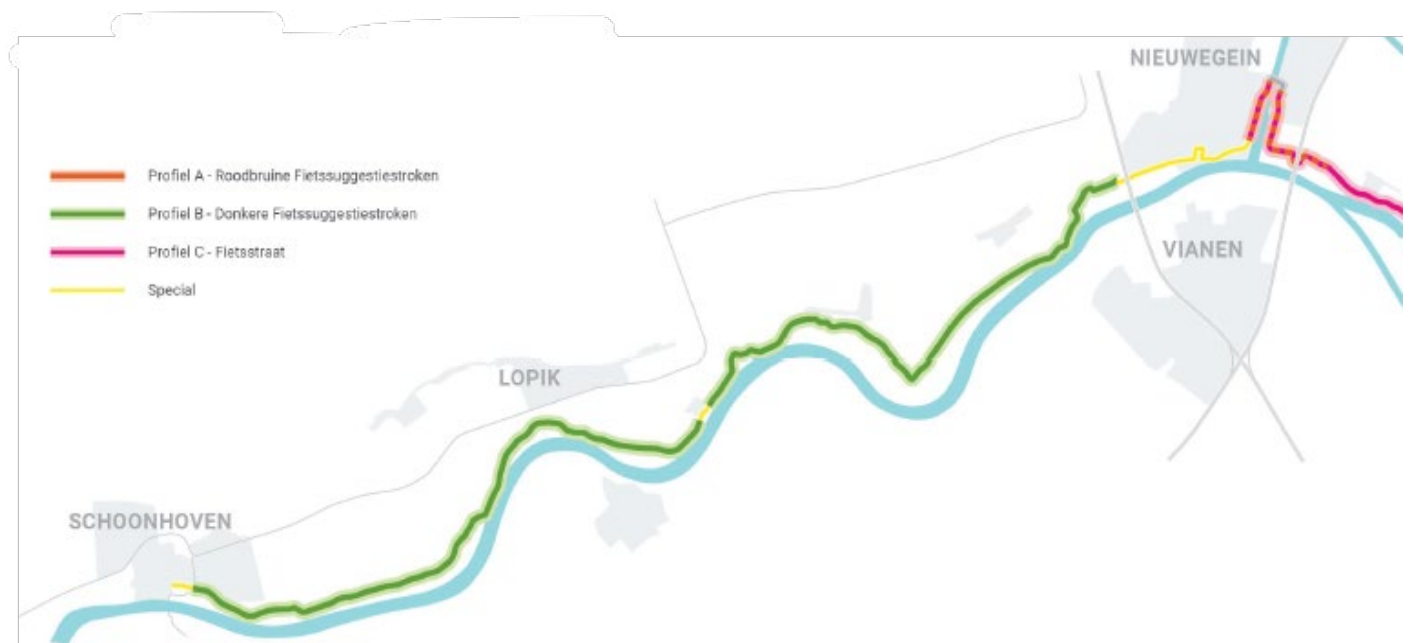 NIEUWEGEIN
Profiel A - Roodbruine Fietssuggestiestroken
Profiel B - Donkere Fietssuggestiestroken
Profiel C - Fietsstraat
Special
VIANEN
LOPIK
SCHOONHOVEN